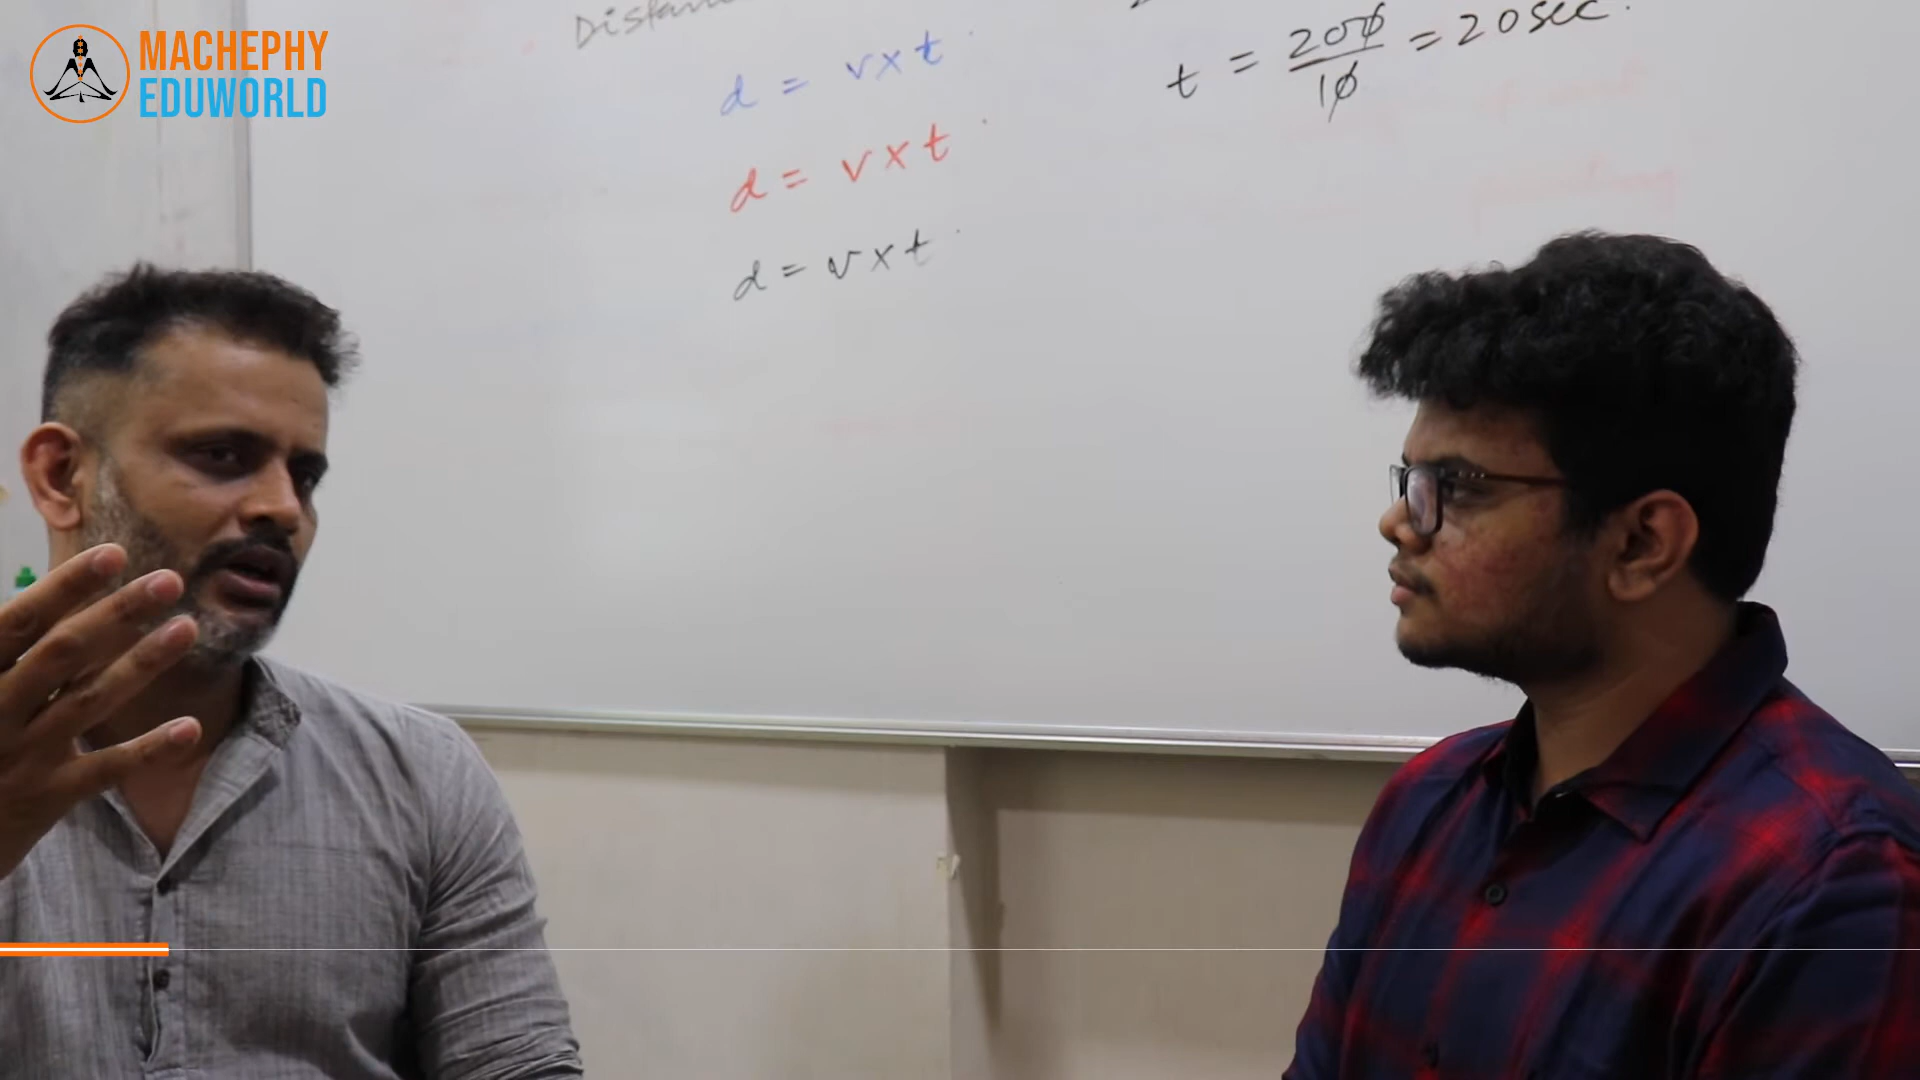 MACHEPHY
EDUWORLD
d = v x t
d = v x t
d = v x t
t = 200/10 = 20 sec.